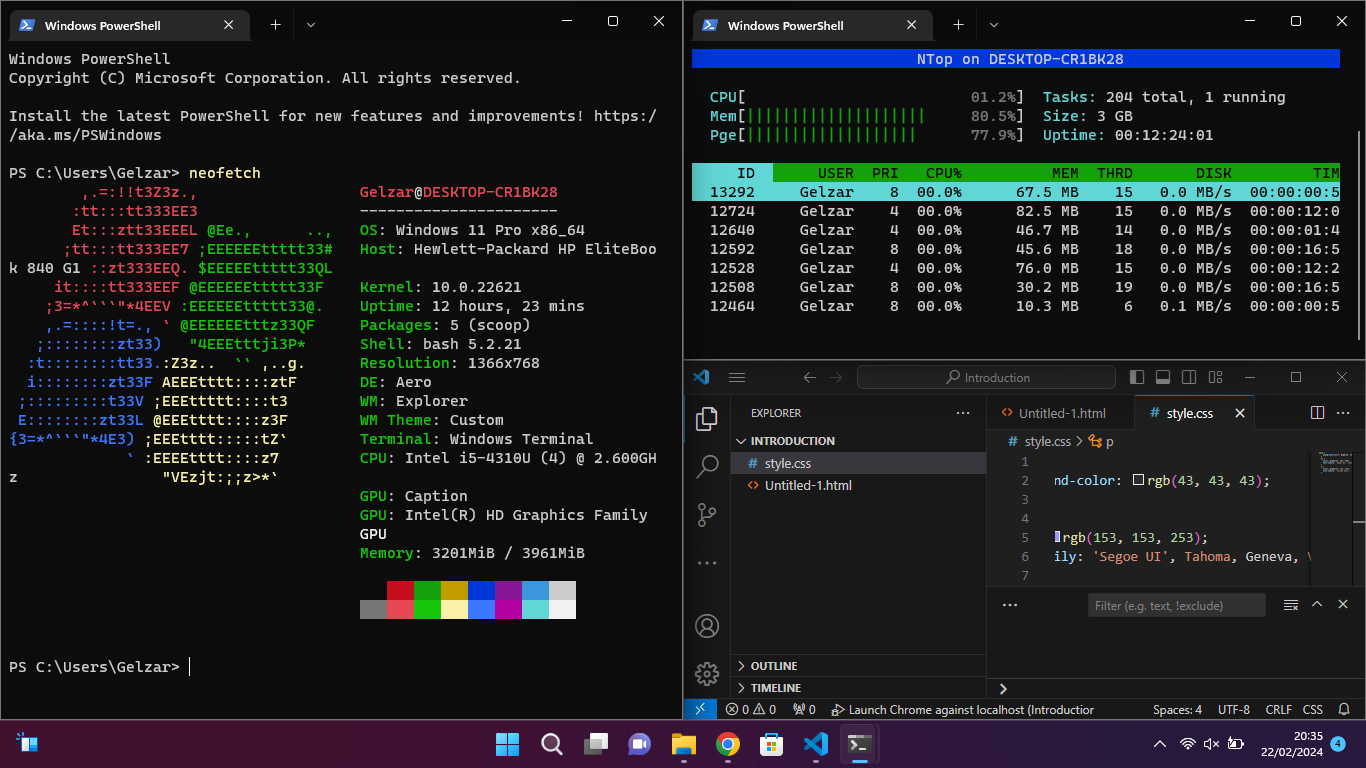 Windows PowerShell
Windows PowerShell
Copyright (C) Microsoft Corporation. All rights reserved.
Install the latest PowerShell for new features and improvements! https:/
/aka.ms/PSWindows
PS C:\Users\Gelzar> neofetch
,.=:!!t3Z3z., Gelzar@DESKTOP-CR1BK28
:tt:::tt333EE3 ----------------------
Et:::ztt33EEEL @Ee., .., OS: Windows 11 Pro x86_64
;tt:::tt333EE7 ;EEEEEEttttt33# Host: Hewlett-Packard HP EliteBoo
k 840 G1 ::zt333EEQ. $EEEEEttttt33QL
it::::tt333EEF @EEEEEEttttt33F Kernel: 10.0.22621
;3=*^```"*4EEV :EEEEEEttttt33@. Uptime: 12 hours, 23 mins
,.=::::!t=., ` @EEEEEEtttz33QF Packages: 5 (scoop)
;::::::::zt33) "4EEEtttji3P* Shell: bash 5.2.21
:t::::::::tt33.:Z3z.. `` ,..g. Resolution: 1366x768
i::::::::zt33F AEEEtttt::::ztF DE: Aero
;:::::::::t33V ;EEEttttt::::t3 WM: Explorer
E::::::::zt33L @EEEtttt::::z3F WM Theme: Custom
{3=*^```"*4E3) ;EEEtttt:::::tZ` Terminal: Windows Terminal
` :EEEEtttt::::z7 CPU: Intel i5-4310U (4) @ 2.600GH
z "VEzjt:;;z>*`
GPU: Caption
GPU: Intel(R) HD Graphics Family
GPU
Memory: 3201MiB / 3961MiB
PS C:\Users\Gelzar>
Windows PowerShell
NTop on DESKTOP-CR1BK28
CPU[ 01.2%] Tasks: 204 total, 1 running
Mem[|||||||||||||||||||| 80.5%] Size: 3 GB
Pge[||||||||||||||||||| 77.9%] Uptime: 00:12:24:01
ID USER PRI CPU% MEM THRD DISK TIM
13292 Gelzar 8 00.0% 67.5 MB 15 0.0 MB/s 00:00:00:5
12724 Gelzar 4 00.0% 82.5 MB 15 0.0 MB/s 00:00:12:0
12640 Gelzar 4 00.0% 46.7 MB 14 0.0 MB/s 00:00:01:4
12592 Gelzar 8 00.0% 45.6 MB 18 0.0 MB/s 00:00:16:5
12528 Gelzar 4 00.0% 76.0 MB 15 0.0 MB/s 00:00:12:2
12508 Gelzar 8 00.0% 30.2 MB 19 0.0 MB/s 00:00:16:5
12464 Gelzar 8 00.0% 10.3 MB 6 0.1 MB/s 00:00:00:5
Introduction
EXPLORER
INTRODUCTION
style.css
Untitled-1.html
OUTLINE
TIMELINE
Untitled-1.html style.css
style.css > p
1
2 nd-color: rgb(43, 43, 43);
3
4
5 rgb(153, 153, 253);
6 ily: 'Segoe UI', Tahoma, Geneva,
7
Filter (e.g. text, !exclude)
0 0 0 Launch Chrome against localhost (Introduction Spaces: 4 UTF-8 CRLF CSS
20:35
22/02/2024 4